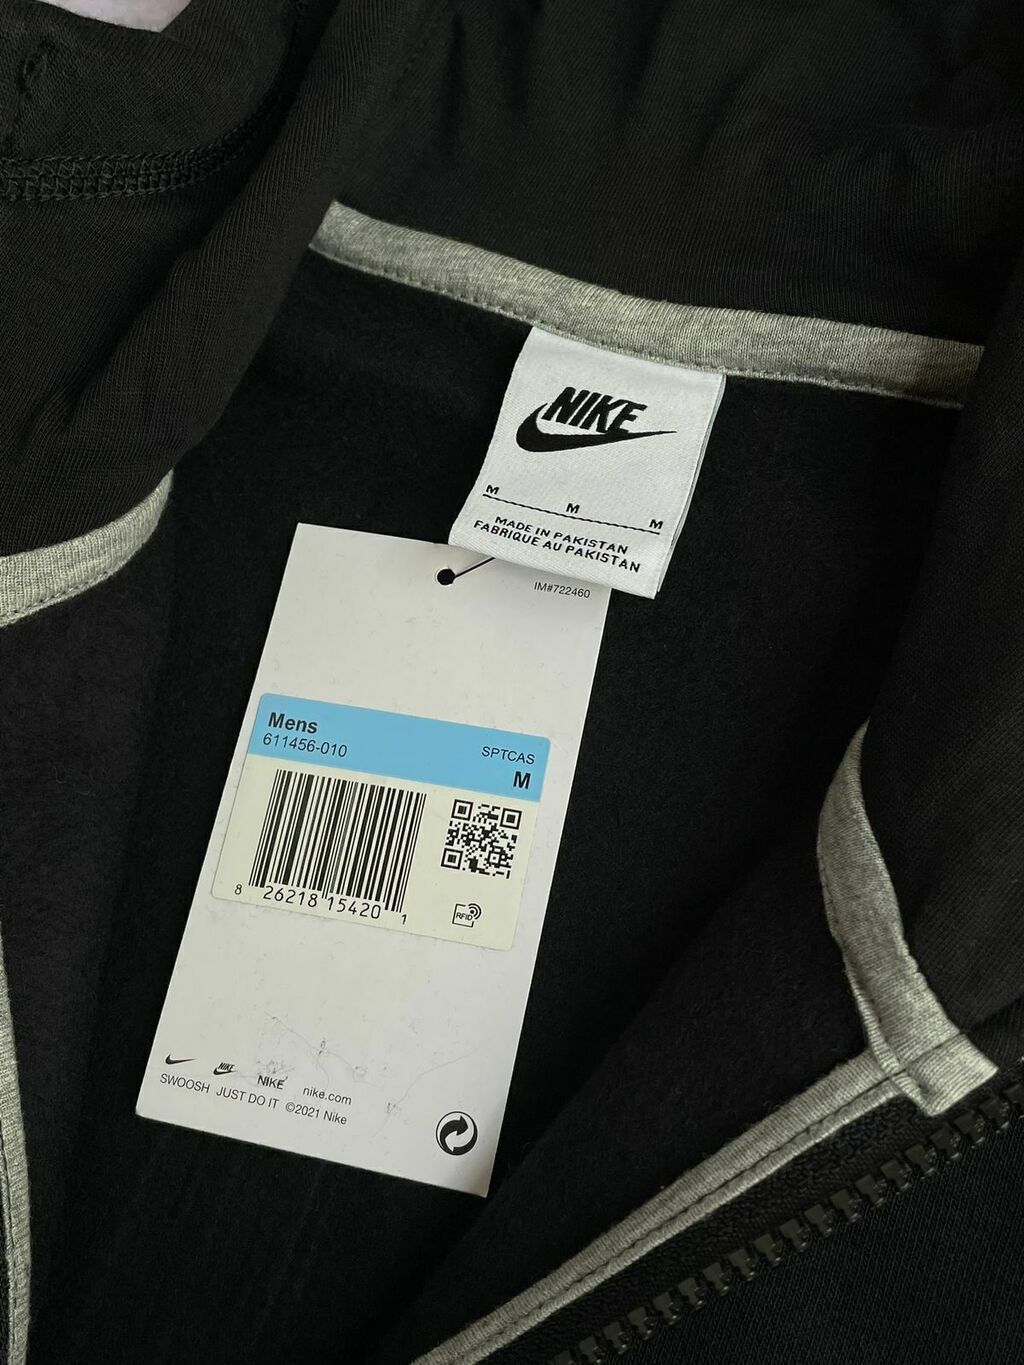 NIKE
M M M
MADE IN PAKISTAN
FABRIQUE AU PAKISTAN
IM#722460
Mens
611456-010
SPTCAS
M
8 26218 15420 1
RFID
NIKE
NIKE nike.com
SWOOSH JUST DO IT ©2021 Nike